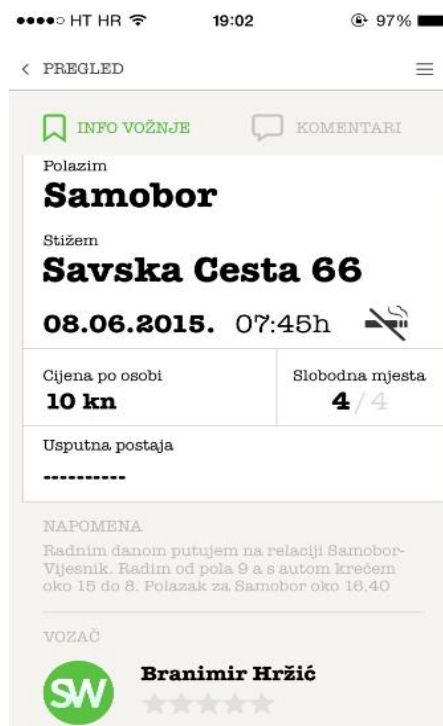 HT HR 19:02 97%
PREGLED
INFO VOŽNJE KOMENTARI
Polazim
Samobor
Stižem
Savska Cesta 66
08.06.2015. 07:45h
Cijena po osobi Slobodna mjesta
10 kn 4/4
Usputna postaja
----------
NAPOMENA
Radnim danom putujem na relaciji Samobor-
Vijesnik. Radim od pola 9 a s autom krećem
oko 15 do 8. Polazak za Samobor oko 16.40
VOZAČ
Branimir Hržić
SW